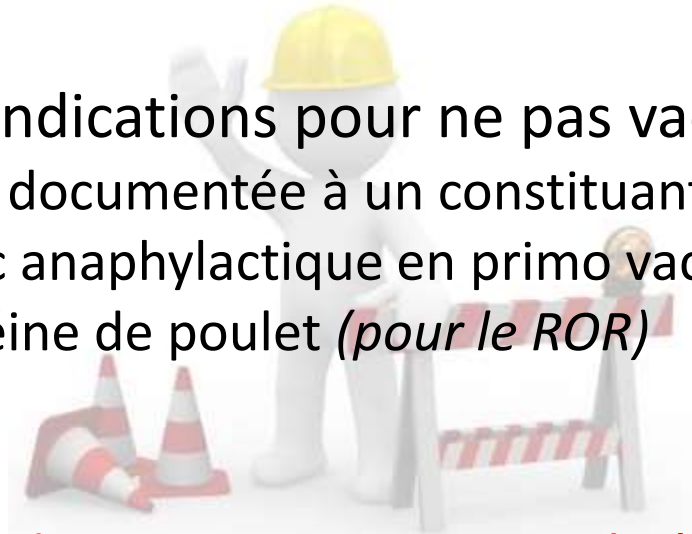 ndications pour ne pas va
documentée à un constituant
c anaphylactique en primo vac
eine de poulet (pour le ROR)